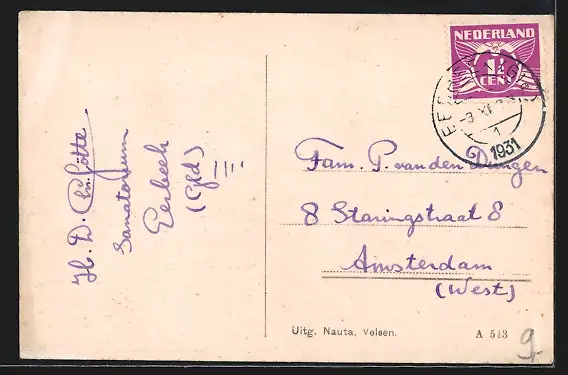 NEDERLAND
1½
CENT
1
1931
H. D.
Sanatorium
Eerbeek
(Gld)
Fam. P. van den Dungen
8 Staringstraat 8
Amsterdam
(West)
Uitg. Nauta, Velsen.
A 513
9